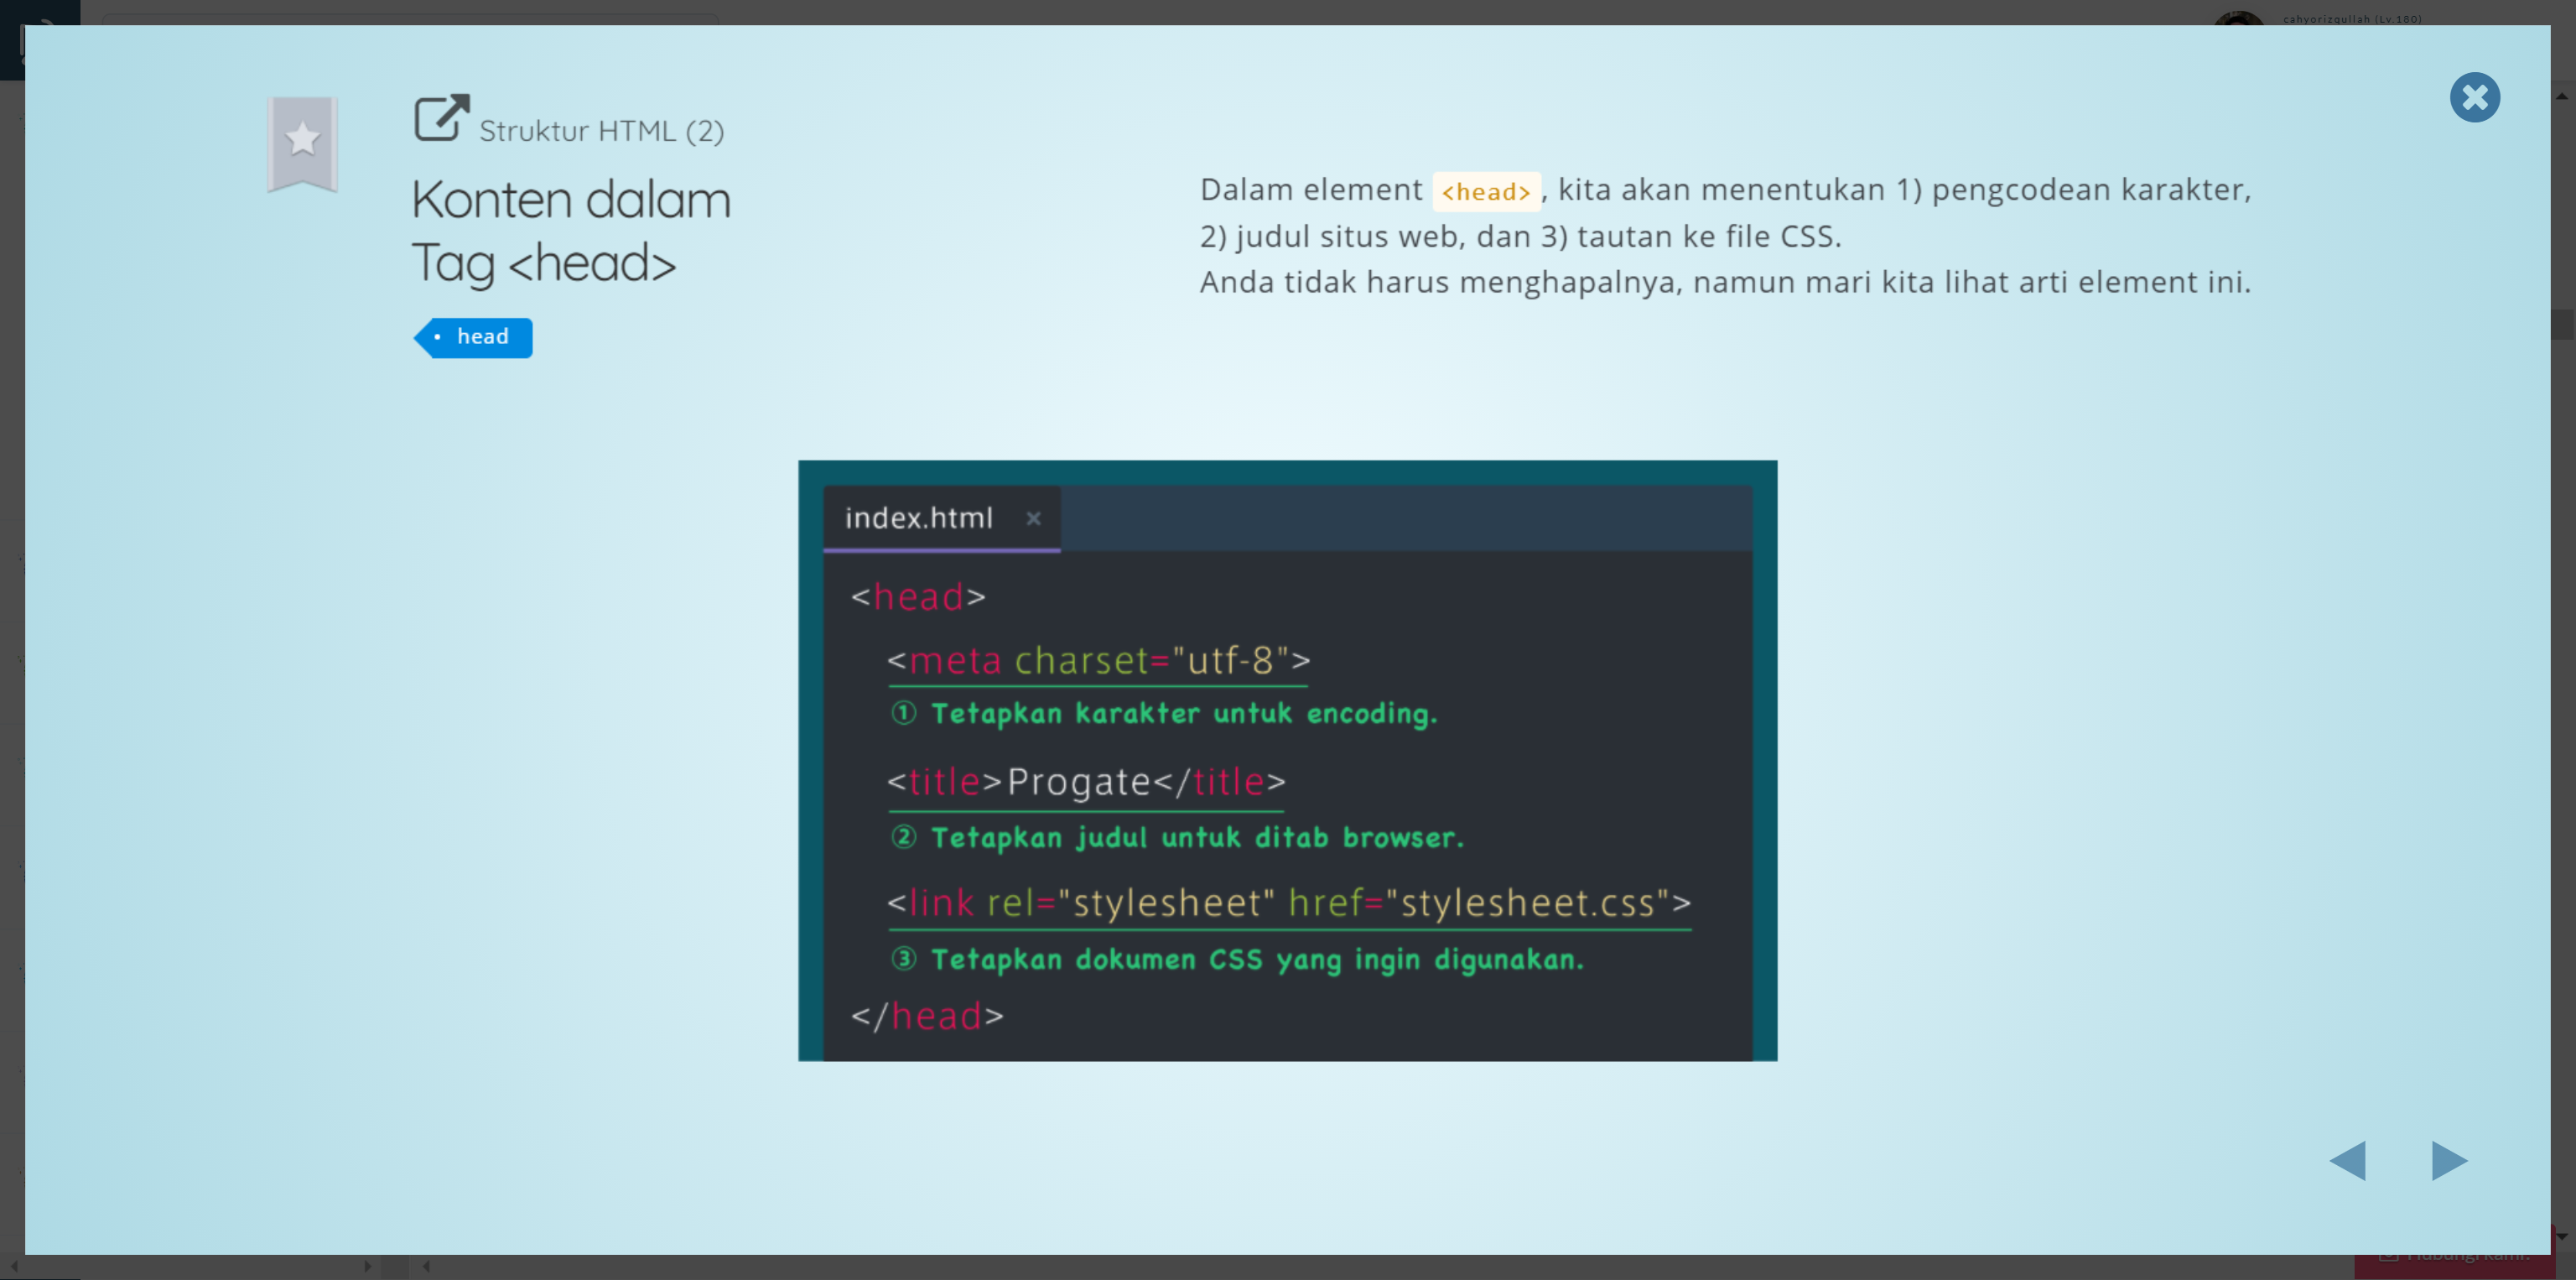 cahyorizqullah (Lv.180)
Struktur HTML (2)
Konten dalam
Tag <head>
• head
Dalam element <head>, kita akan menentukan 1) pengcodean karakter,
2) judul situs web, dan 3) tautan ke file CSS.
Anda tidak harus menghapalnya, namun mari kita lihat arti element ini.
index.html ×
<head>
<meta charset="utf-8">
① Tetapkan karakter untuk encoding.
<title>Progate</title>
② Tetapkan judul untuk ditab browser.
<link rel="stylesheet" href="stylesheet.css">
③ Tetapkan dokumen CSS yang ingin digunakan.
</head>
Hubungi kami!